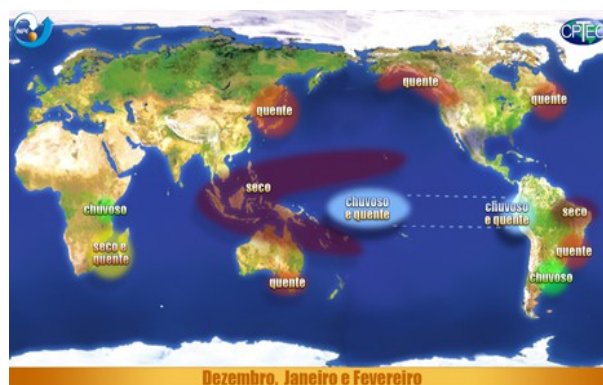 INPE
CPTEC
quente
quente
quente
seco
chuvoso
e quente
chuvoso
e quente
seco
chuvoso
seco e
quente
quente
quente
chuvoso
Dezembro, Janeiro e Fevereiro